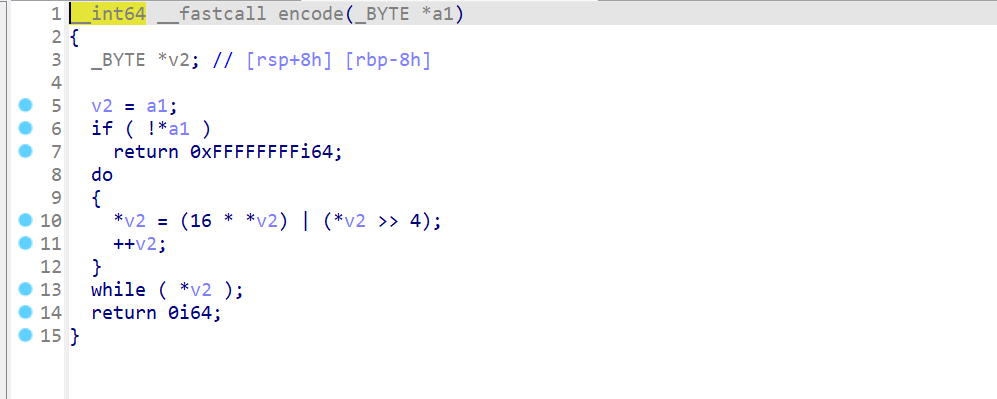 1 __int64 __fastcall encode(_BYTE *a1)
2 {
3 _BYTE *v2; // [rsp+8h] [rbp-8h]
4
5 v2 = a1;
6 if ( !*a1 )
7 return 0xFFFFFFFFi64;
8 do
9 {
10 *v2 = (16 * *v2) | (*v2 >> 4);
11 ++v2;
12 }
13 while ( *v2 );
14 return 0i64;
15 }